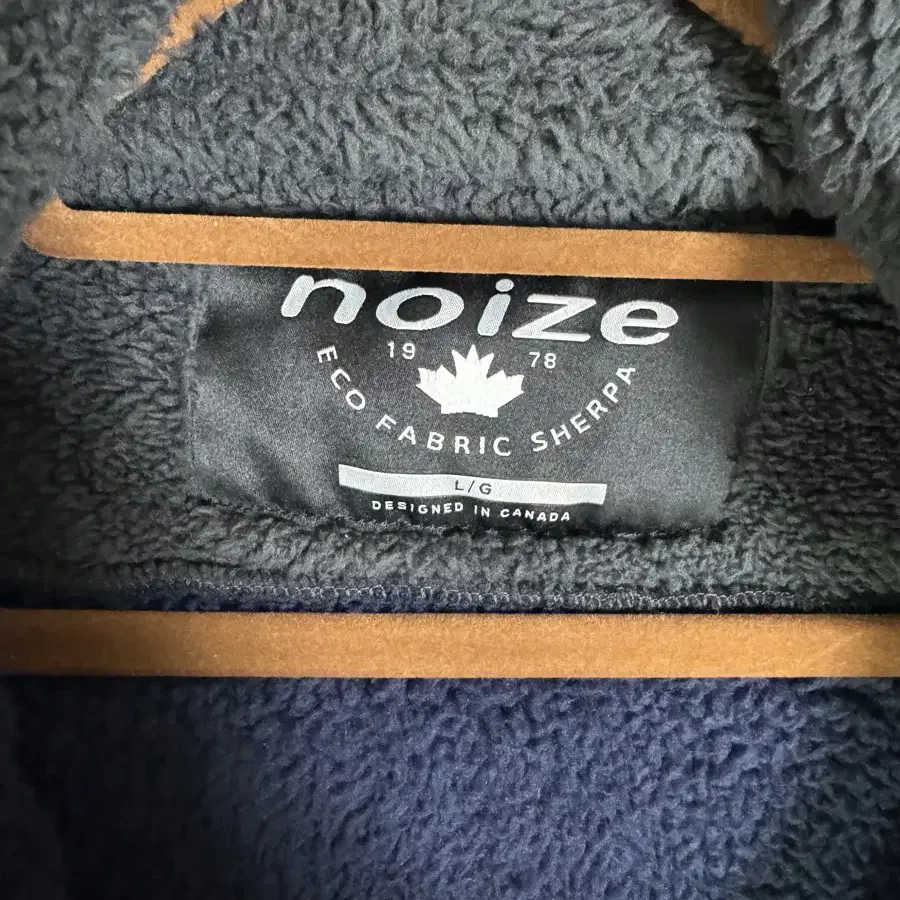 noize
19 78
ECO FABRIC SHERPA
L/G
DESIGNED IN CANADA